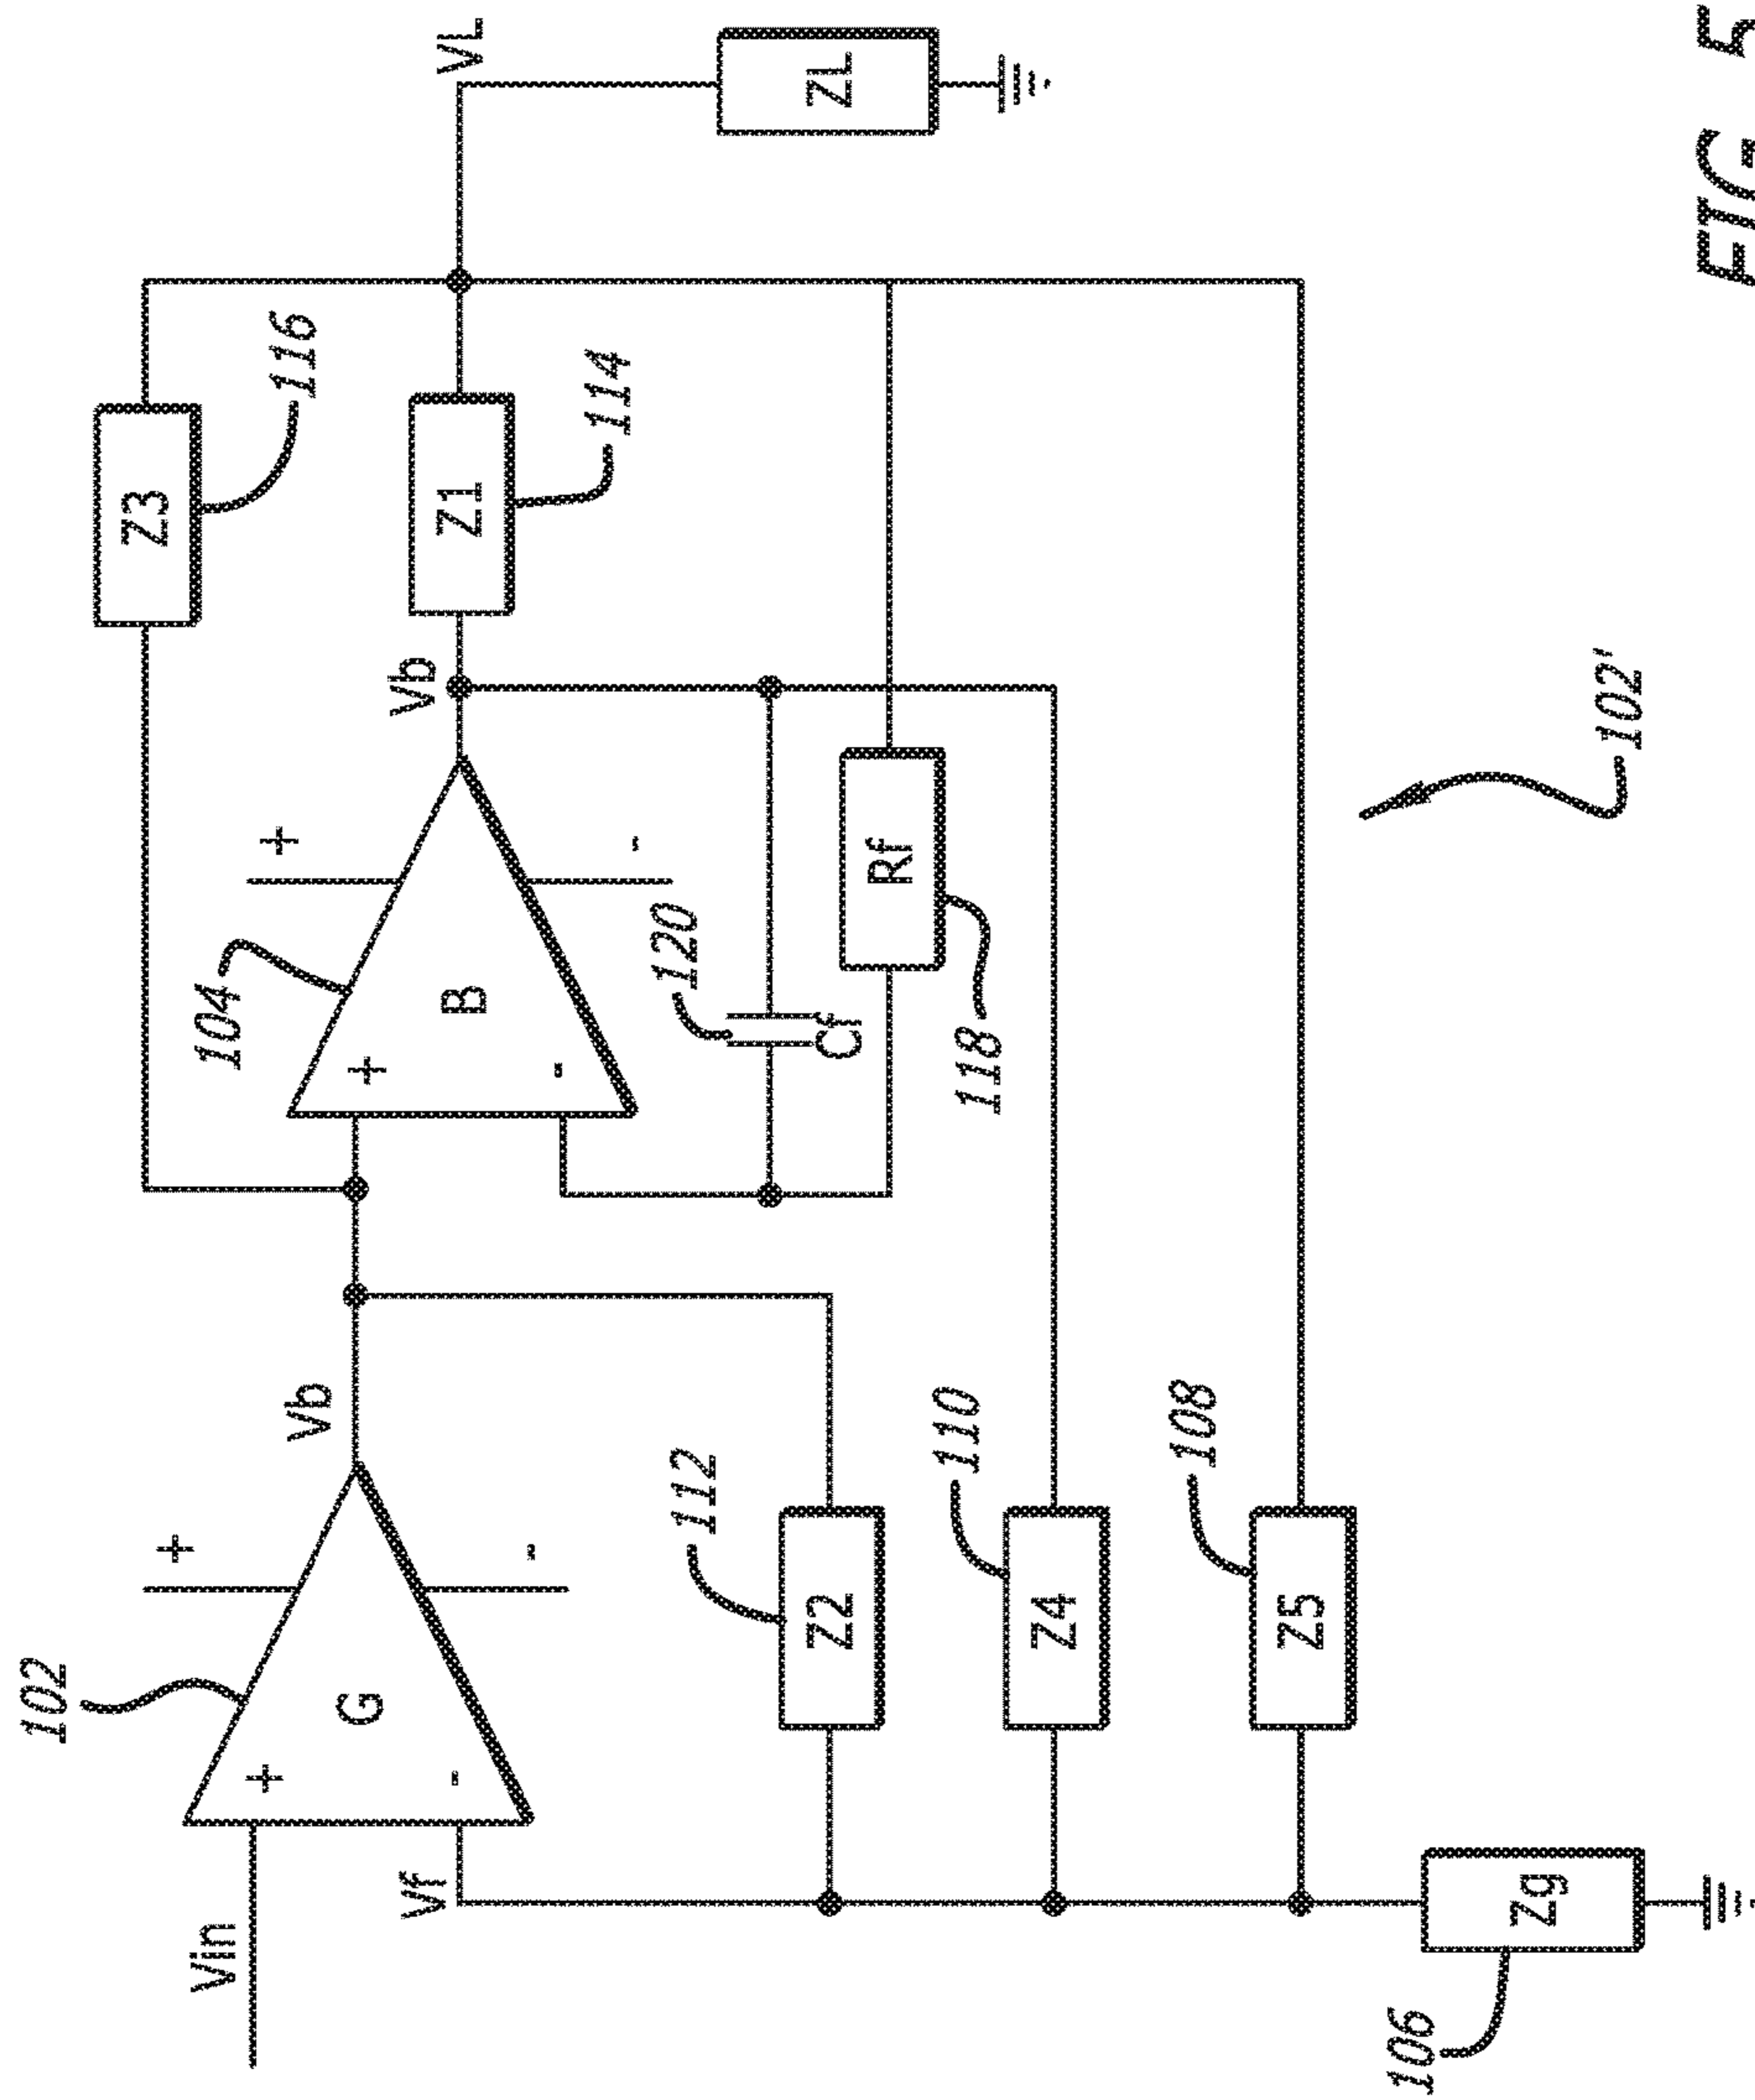 102
Vin
+
-
G
+
-
Vf
Vb
104
+
-
B
+
-
Vb
Z3
116
Z1
114
VL
ZL
120
Cf
Rf
118
112
Z2
110
Z4
108
Z5
106
Zg
102'
FIG. 5